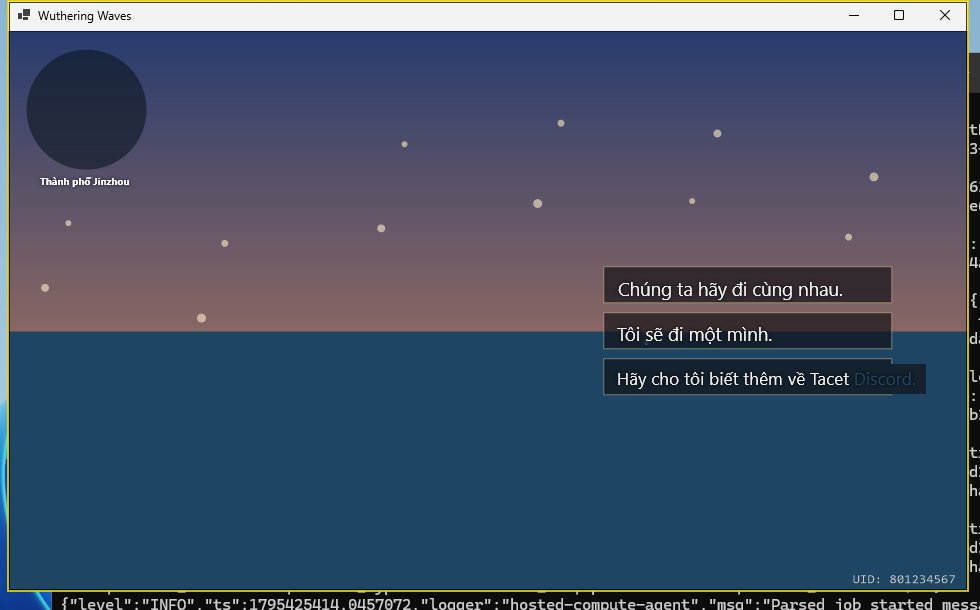 Wuthering Waves
Thành phố Jinzhou
Chúng ta hãy đi cùng nhau.
Tôi sẽ đi một mình.
Hãy cho tôi biết thêm về Tacet Discord.
UID: 801234567
{"level":"INFO","ts":1795425414.0457072,"logger":"hosted-compute-agent","msg":"Parsed job started